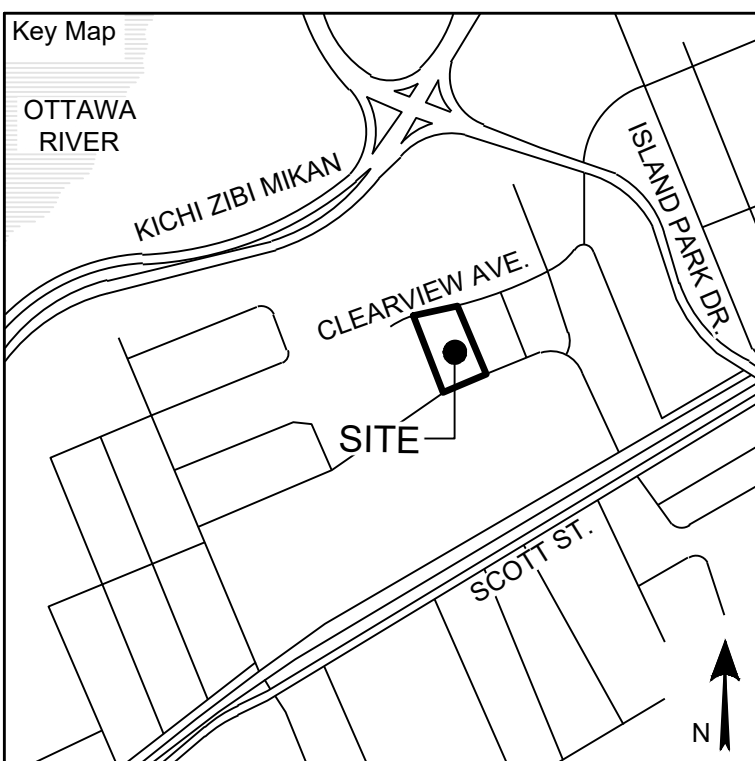 Key Map
OTTAWA
RIVER
KICHI ZIBI MIKAN
ISLAND PARK DR.
CLEARVIEW AVE.
SITE
SCOTT ST.
N